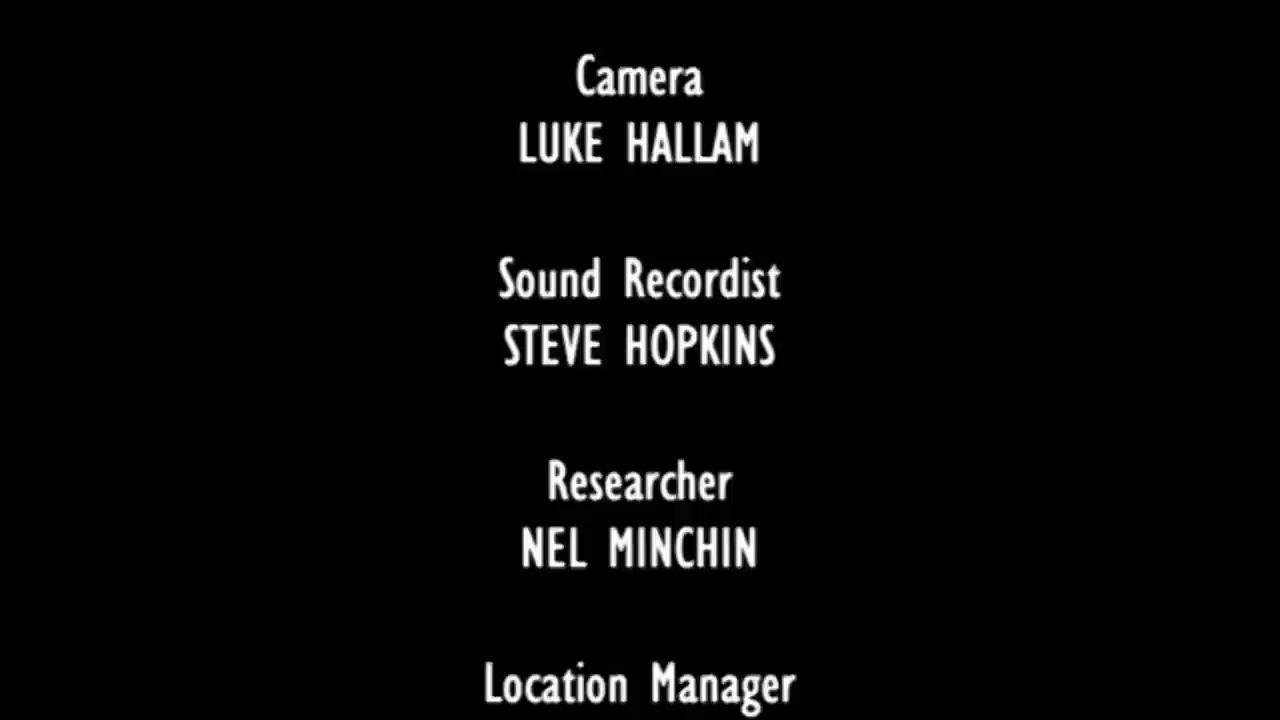 Camera
LUKE HALLAM
Sound Recordist
STEVE HOPKINS
Researcher
NEL MINCHIN
Location Manager